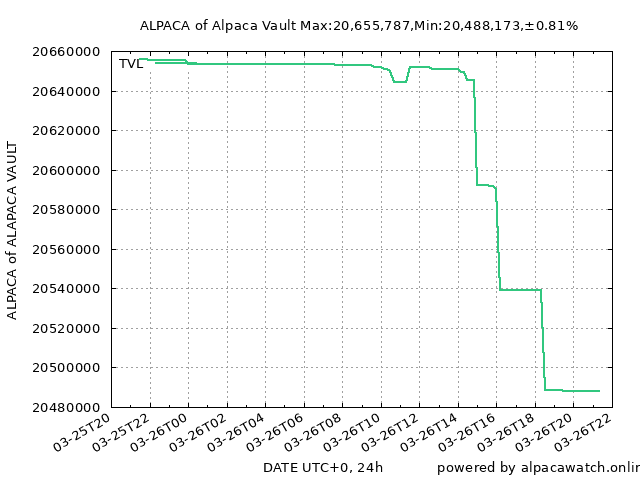 ALPACA of Alpaca Vault Max:20,655,787,Min:20,488,173,±0.81%
20660000
TVL
20640000
20620000
20600000
20580000
20560000
20540000
20520000
20500000
20480000
ALPACA of ALAPACA VAULT
03-25T20
03-25T22
03-26T00
03-26T02
03-26T04
03-26T06
03-26T08
03-26T10
03-26T12
03-26T14
03-26T16
03-26T18
03-26T20
03-26T22
DATE UTC+0, 24h
powered by alpacawatch.onlin